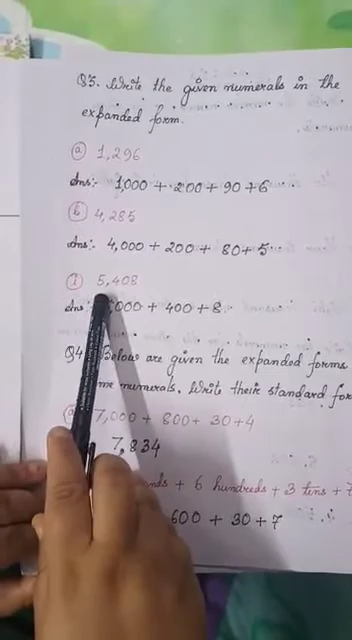 Q3. Write the given numerals in the
expanded form.
(a) 1,296
Ans:- 1,000 + 200 + 90 + 6
(b) 4,285
Ans:- 4,000 + 200 + 80 + 5
5,408
Ans ,000 + 400 + 8
Q4 Below are given the expanded forms
numerals. Write their standard
7,000 + 800 + 30 + 4
7,834
+ 6 hundreds + 3 tens +
600 + 30 + 7